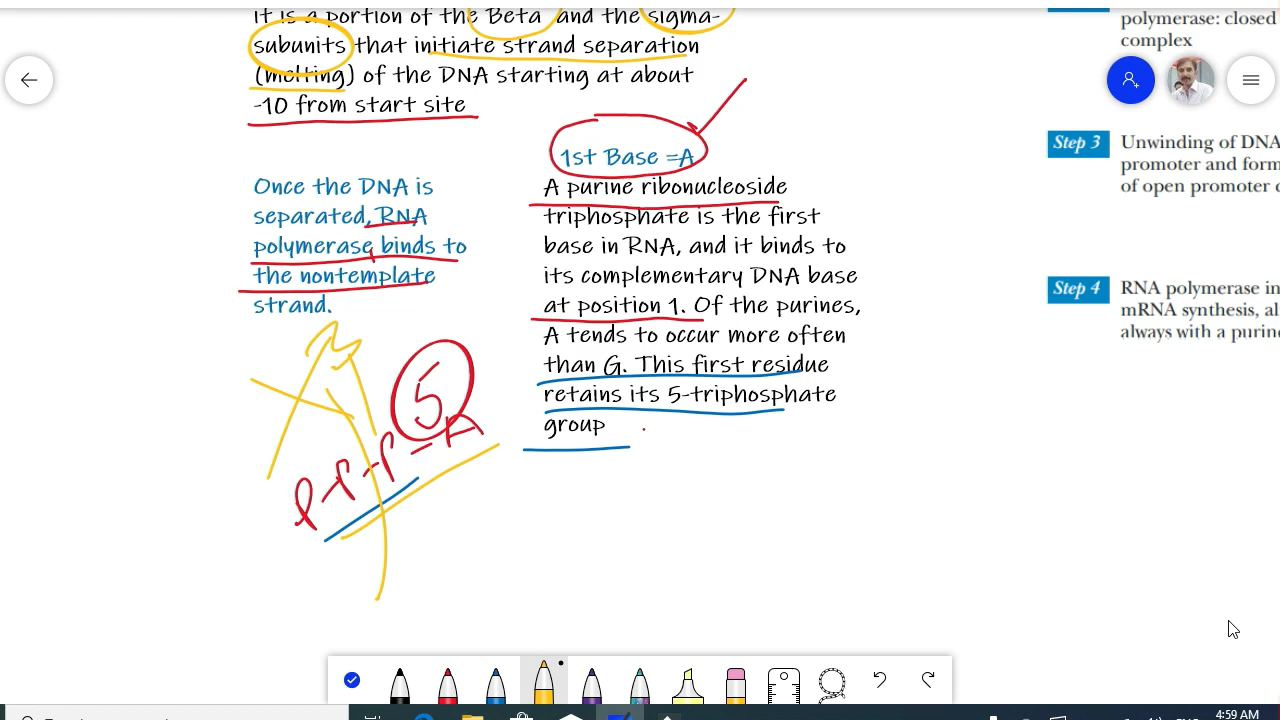 it is a portion of the Beta and the sigma-
subunits that initiate strand separation
(melting) of the DNA starting at about
-10 from start site
Once the DNA is
separated, RNA
polymerase binds to
the nontemplate
strand.
1st Base =A
A purine ribonucleoside
triphosphate is the first
base in RNA, and it binds to
its complementary DNA base
at position 1. Of the purines,
A tends to occur more often
than G. This first residue
retains its 5-triphosphate
group
5
P-P-P-A
polymerase: closed
complex
Step 3
Unwinding of DNA
promoter and form
of open promoter c
Step 4
RNA polymerase in
mRNA synthesis, al
always with a purin
4:59 AM